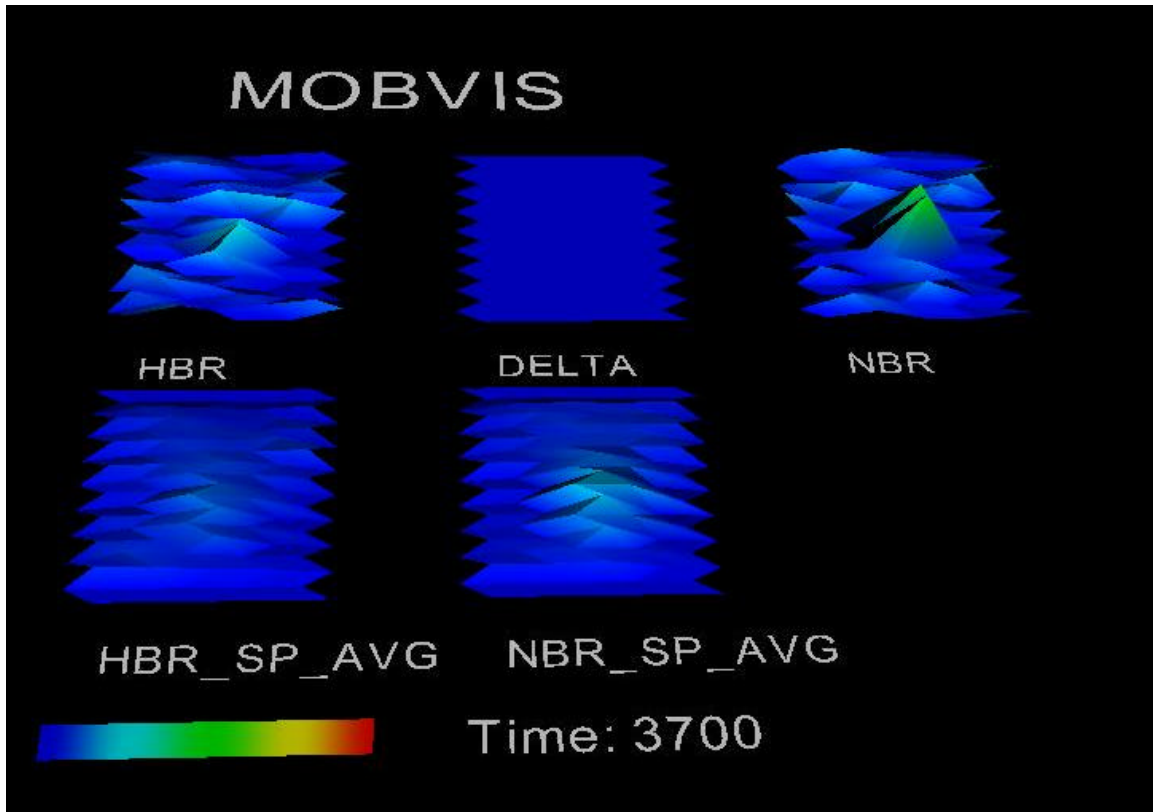 MOBVIS
HBR
DELTA
NBR
HBR_SP_AVG
NBR_SP_AVG
Time: 3700